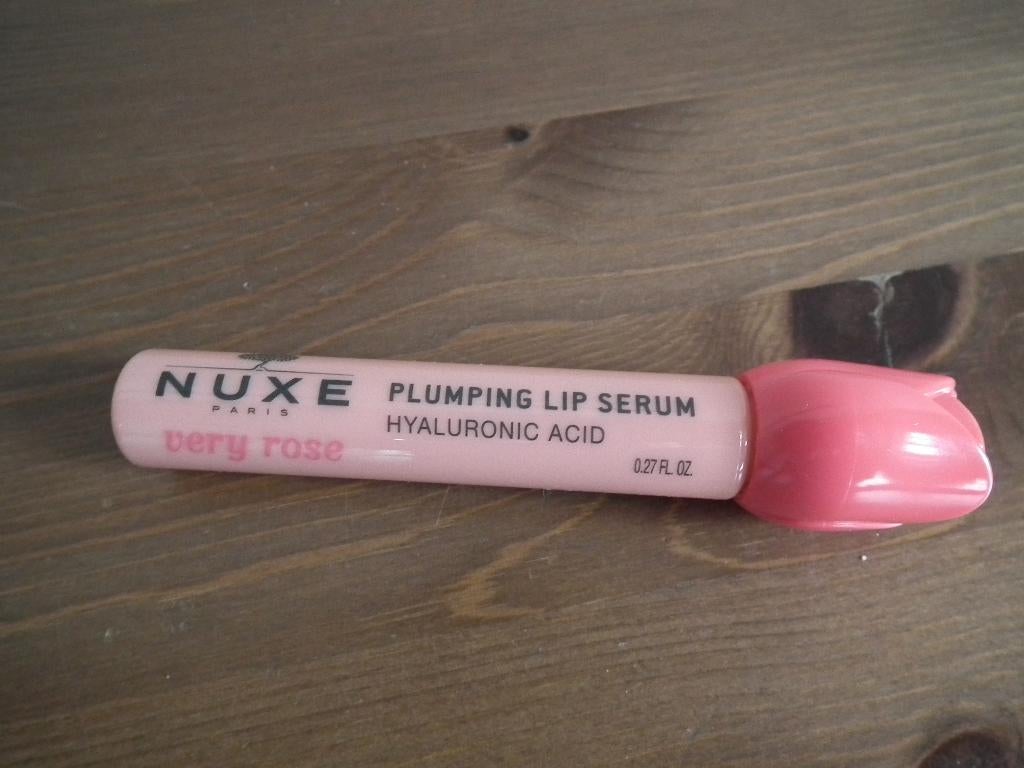 NUXE
PARIS
very rose
PLUMPING LIP SERUM
HYALURONIC ACID
0.27 FL. OZ.